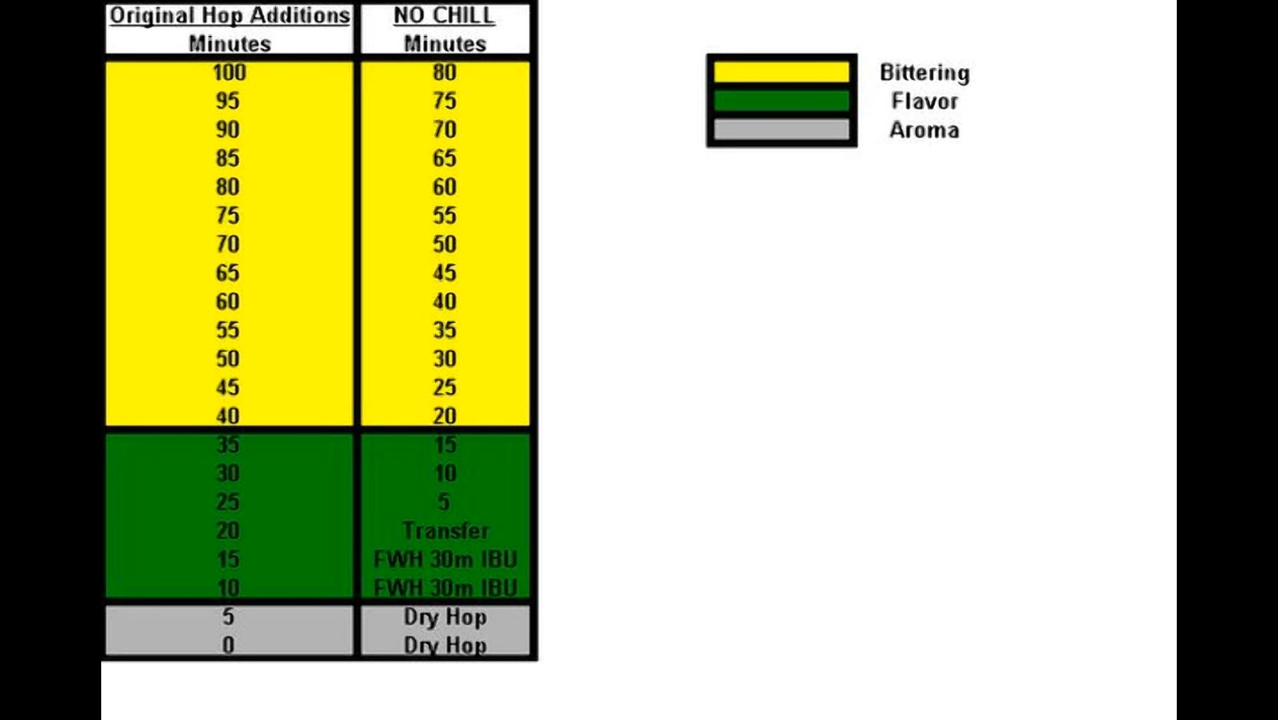 Original Hop Additions NO CHILL
Minutes Minutes
100 80
95 75
90 70
85 65
80 60
75 55
70 50
65 45
60 40
55 35
50 30
45 25
40 20
35 15
30 10
25 5
20 Transfer
15 FWH 30m IBU
10 FWH 30m IBU
5 Dry Hop
0 Dry Hop
Bittering
Flavor
Aroma